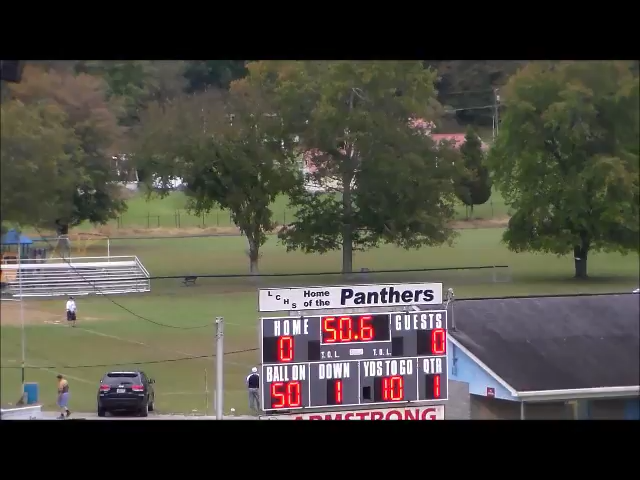 LCHS Home of the Panthers
HOME 50.6 GUESTS
0 T.O.L. T.O.L. 0
BALL ON DOWN YDS TO GO QTR
50 1 10 1
ARMSTRONG